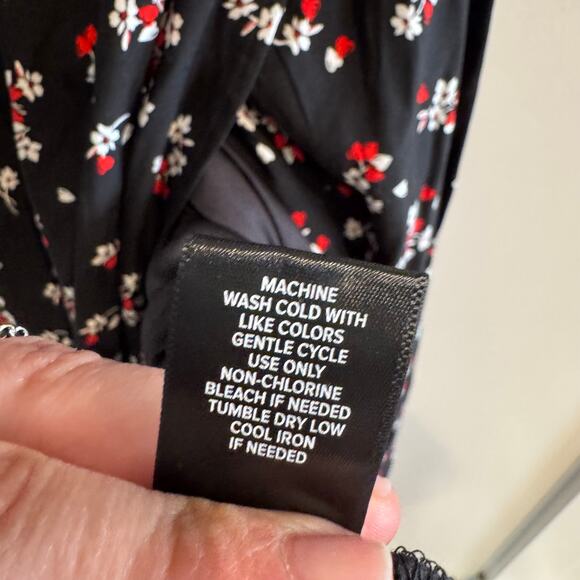 MACHINE
WASH COLD WITH
LIKE COLORS
GENTLE CYCLE
USE ONLY
NON-CHLORINE
BLEACH IF NEEDED
TUMBLE DRY LOW
COOL IRON
IF NEEDED